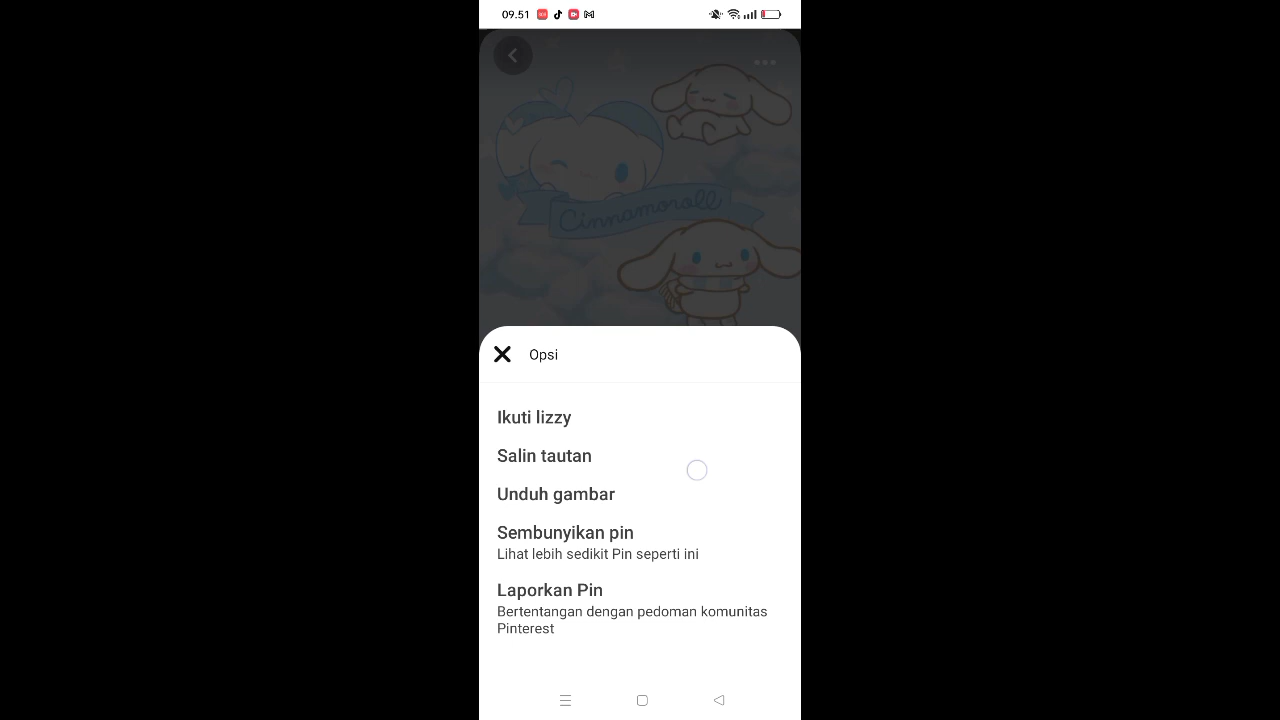 09.51
Cinnamoroll
Opsi
Ikuti lizzy
Salin tautan
Unduh gambar
Sembunyikan pin
Lihat lebih sedikit Pin seperti ini
Laporkan Pin
Bertentangan dengan pedoman komunitas
Pinterest